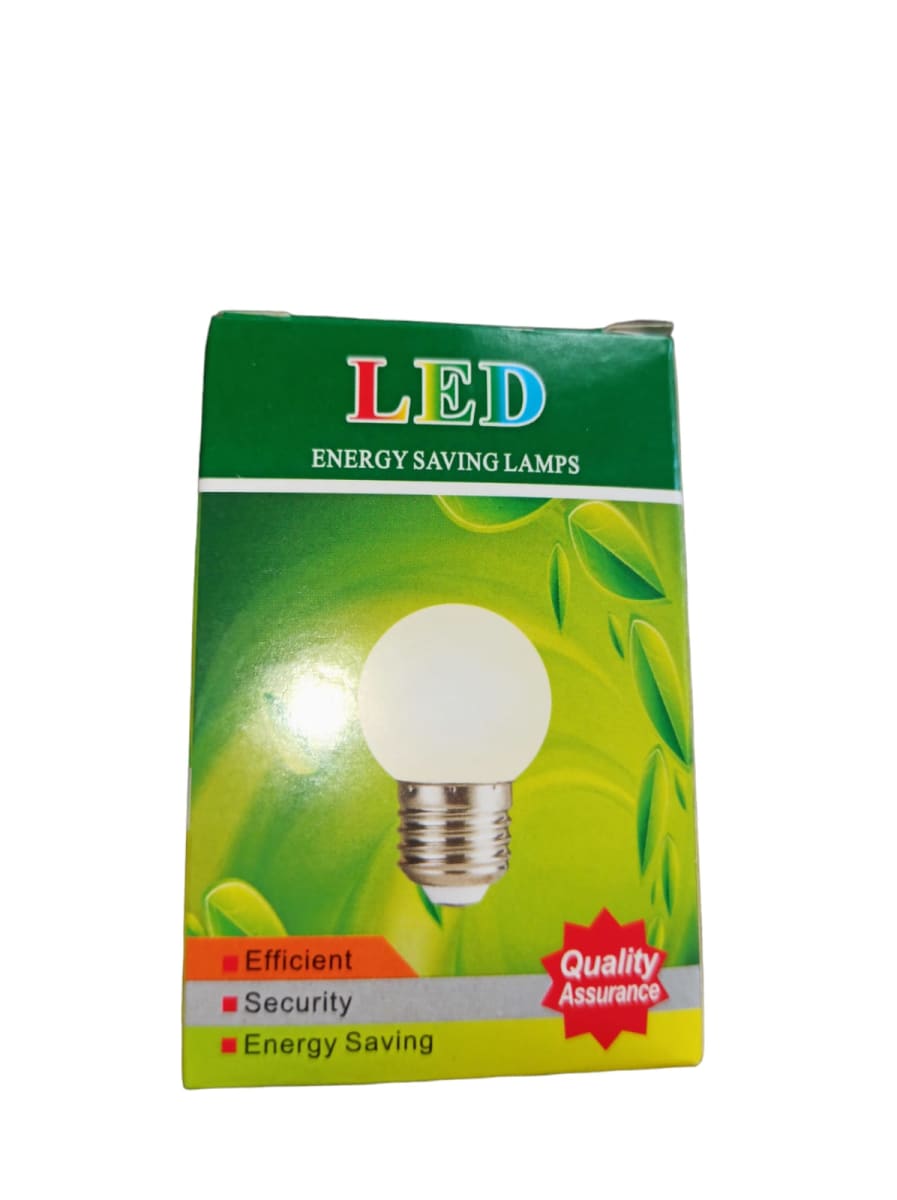 LED
ENERGY SAVING LAMPS
Efficient
Security
Energy Saving
Quality
Assurance